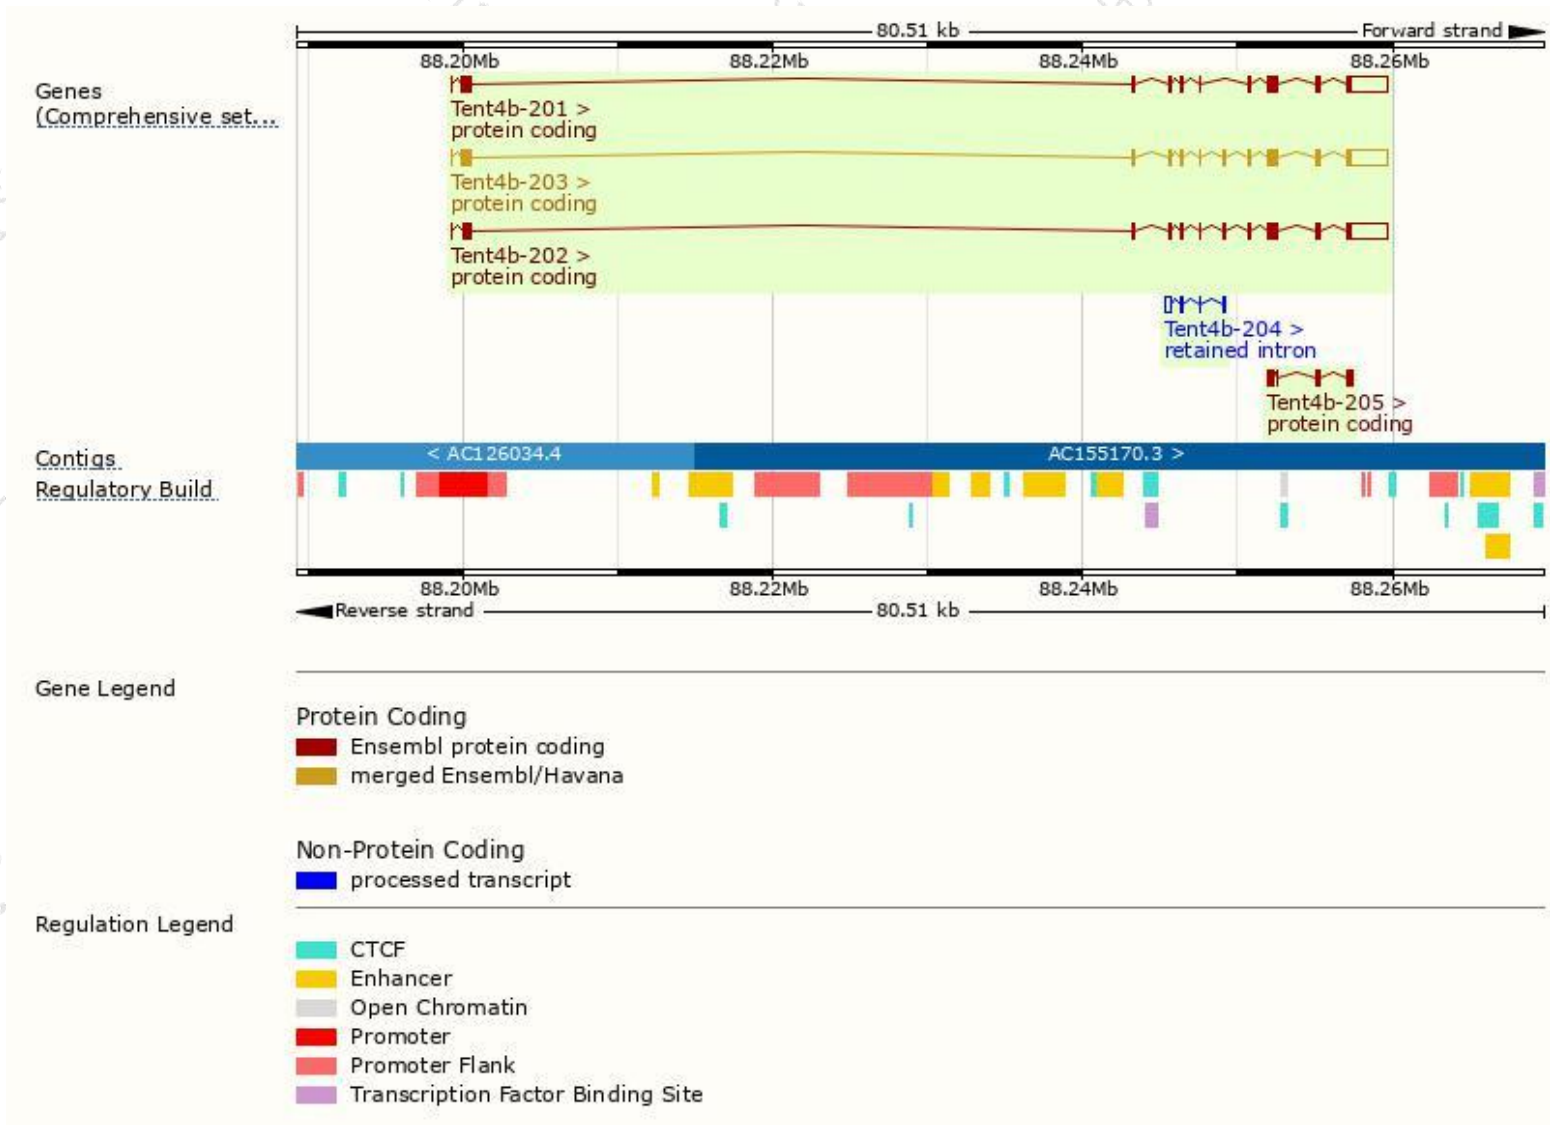 80.51 kb Forward strand
88.20Mb 88.22Mb 88.24Mb 88.26Mb
Genes
(Comprehensive set...
Tent4b-201 >
protein coding
Tent4b-203 >
protein coding
Tent4b-202 >
protein coding
Tent4b-204 >
retained intron
Tent4b-205 >
protein coding
Contigs < AC126034.4 AC155170.3 >
Regulatory Build
88.20Mb 88.22Mb 88.24Mb 88.26Mb
Reverse strand 80.51 kb
Gene Legend
Protein Coding
Ensembl protein coding
merged Ensembl/Havana
Non-Protein Coding
processed transcript
Regulation Legend
CTCF
Enhancer
Open Chromatin
Promoter
Promoter Flank
Transcription Factor Binding Site